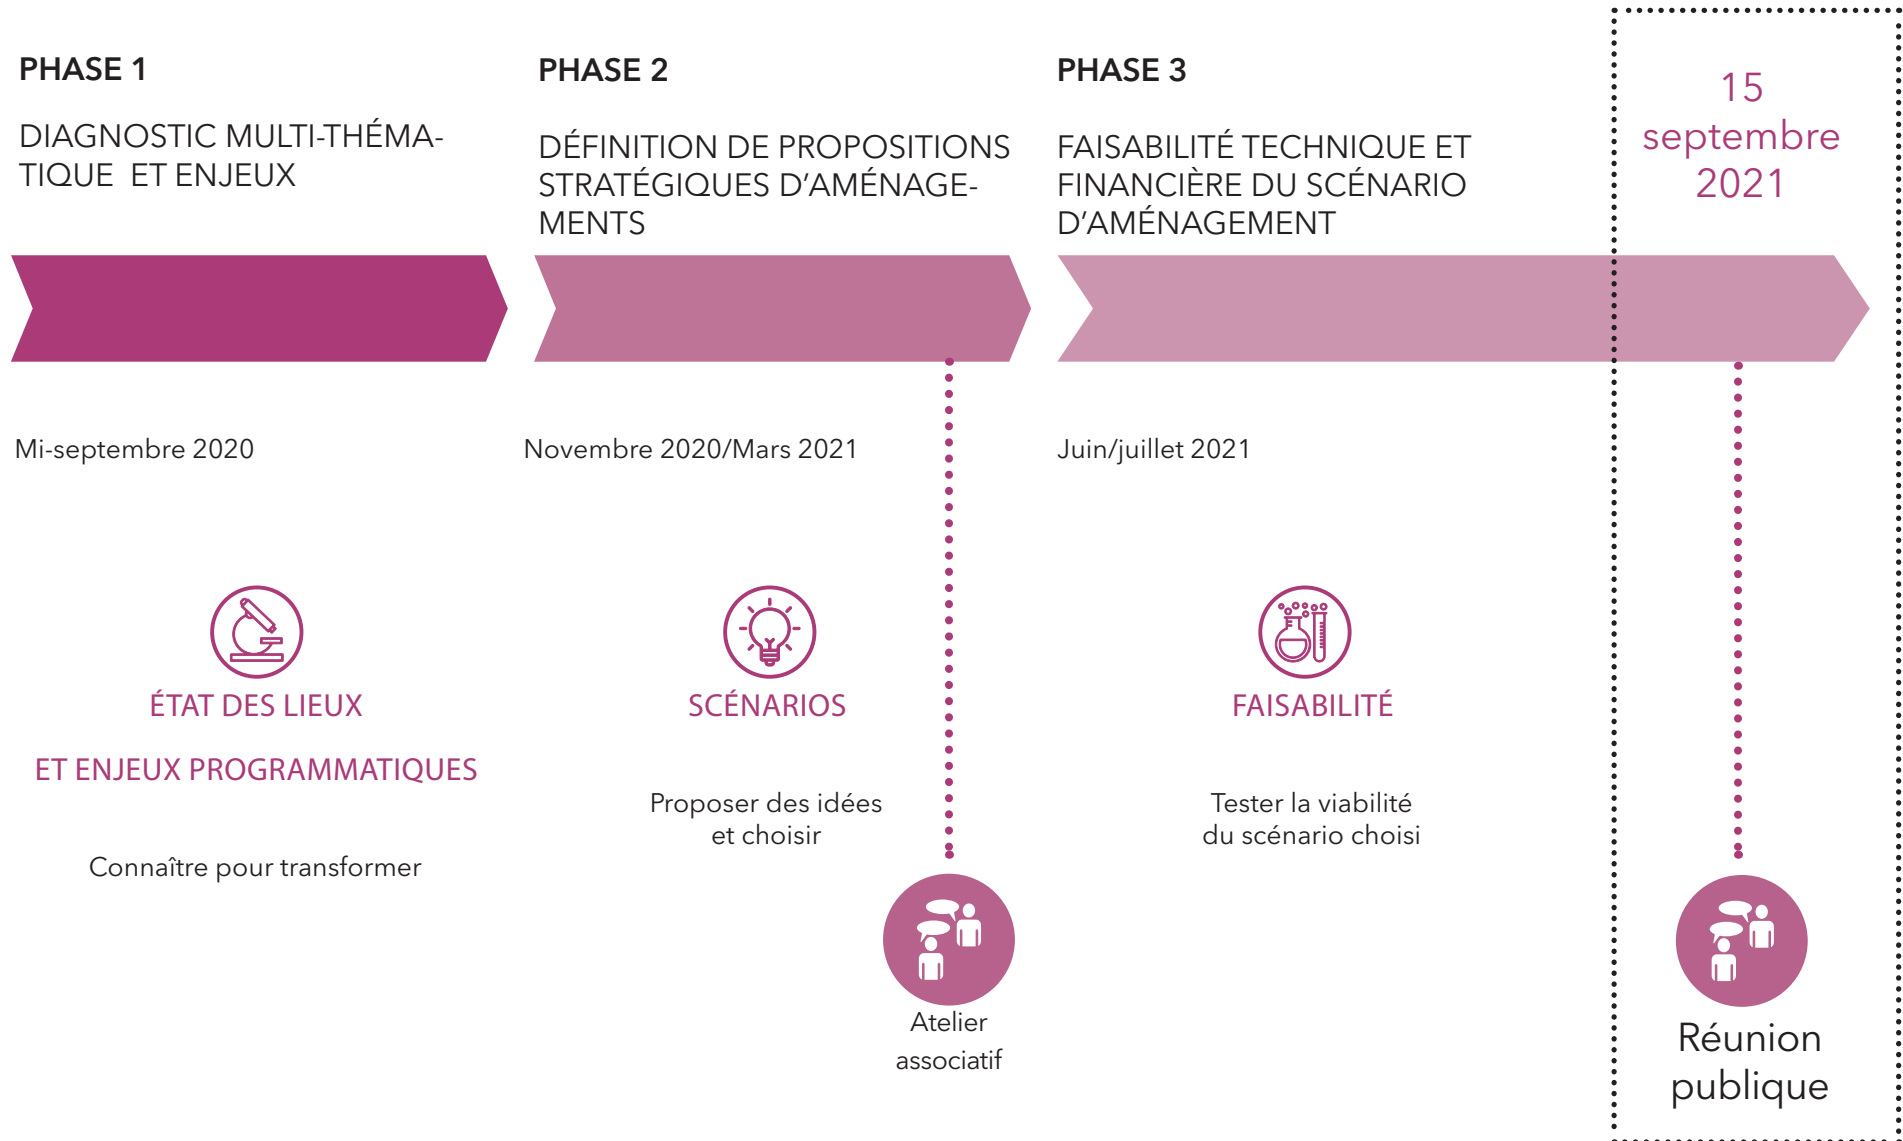 PHASE 1
DIAGNOSTIC MULTI-THÉMA-
TIQUE ET ENJEUX
Mi-septembre 2020
ÉTAT DES LIEUX
ET ENJEUX PROGRAMMATIQUES
Connaître pour transformer
PHASE 2
DÉFINITION DE PROPOSITIONS
STRATÉGIQUES D'AMÉNAGE-
MENTS
Novembre 2020/Mars 2021
SCÉNARIOS
Proposer des idées
et choisir
Atelier
associatif
PHASE 3
FAISABILITÉ TECHNIQUE ET
FINANCIÈRE DU SCÉNARIO
D'AMÉNAGEMENT
Juin/juillet 2021
FAISABILITÉ
Tester la viabilité
du scénario choisi
15
septembre
2021
Réunion
publique